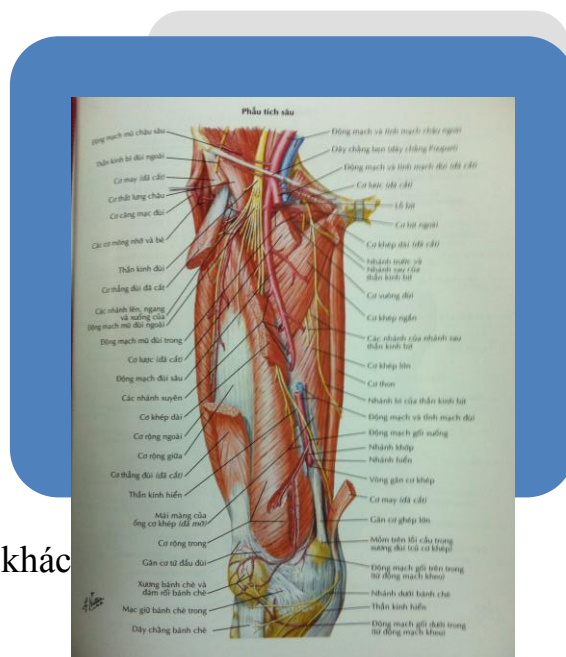 Phẫu tích sâu
Động mạch mũ chậu sâu
Thần kinh bì đùi ngoài
Cơ may (đã cắt)
Cơ thắt lưng chậu
Cơ căng mạc đùi
Các cơ mông nhỡ và bé
Thần kinh đùi
Cơ thẳng đùi đã cắt
Các nhánh lên, ngang
và xuống của
Động mạch mũ đùi ngoài
Động mạch mũ đùi trong
Cơ lược (đã cắt)
Động mạch đùi sâu
Các nhánh xuyên
Cơ khép dài
Cơ rộng ngoài
Cơ rộng giữa
Cơ thẳng đùi (đã cắt)
Thần kinh hiển
Mái màng của
ống cơ khép (đã mở)
Cơ rộng trong
Gân cơ tứ đầu đùi
Xương bánh chè và
đám rối bánh chè
Mạc giữ bánh chè trong
Dây chằng bánh chè
Động mạch và tĩnh mạch chậu ngoài
Dây chằng bẹn (dây chằng Poupart)
Động mạch và tĩnh mạch đùi (đã cắt)
Cơ lược (đã cắt)
Lỗ bịt
Cơ bịt ngoài
Cơ khép dài (đã cắt)
Nhánh trước và
Nhánh sau của
thần kinh bịt
Cơ vuông đùi
Cơ khép ngắn
Các nhánh của nhánh sau
thần kinh bịt
Cơ khép lớn
Cơ thon
Nhánh bì của thần kinh bịt
Động mạch và tĩnh mạch đùi
Động mạch gối xuống
Nhánh khớp
Nhánh hiển
Vòng gân cơ khép
Cơ may (đã cắt)
Gân cơ ghép lớn
Mỏm trên lồi cầu trong
xương đùi (củ cơ khép)
Động mạch gối trên trong
(từ động mạch kheo)
Nhánh dưới bánh chè
Thần kinh hiển
Động mạch gối dưới trong
(từ động mạch kheo)
khác